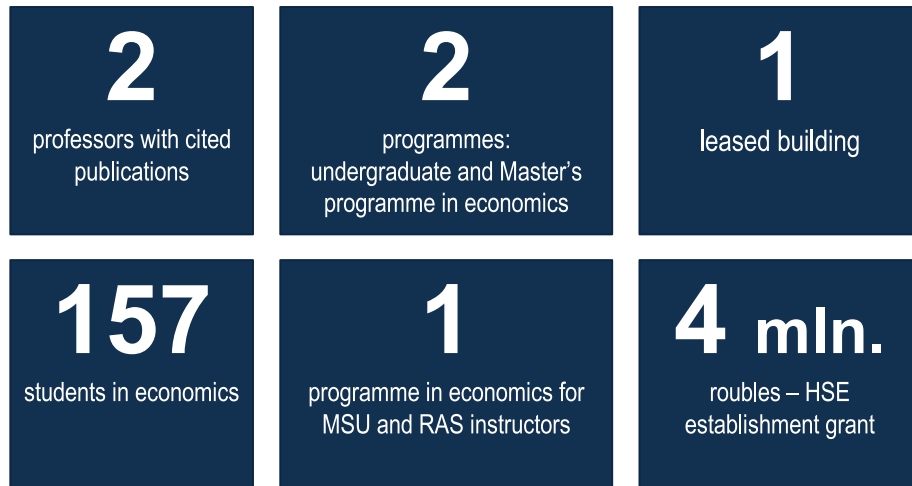 2
professors with cited
publications
2
programmes:
undergraduate and Master’s
programme in economics
1
leased building
157
students in economics
1
programme in economics for
MSU and RAS instructors
4 mln.
roubles – HSE
establishment grant